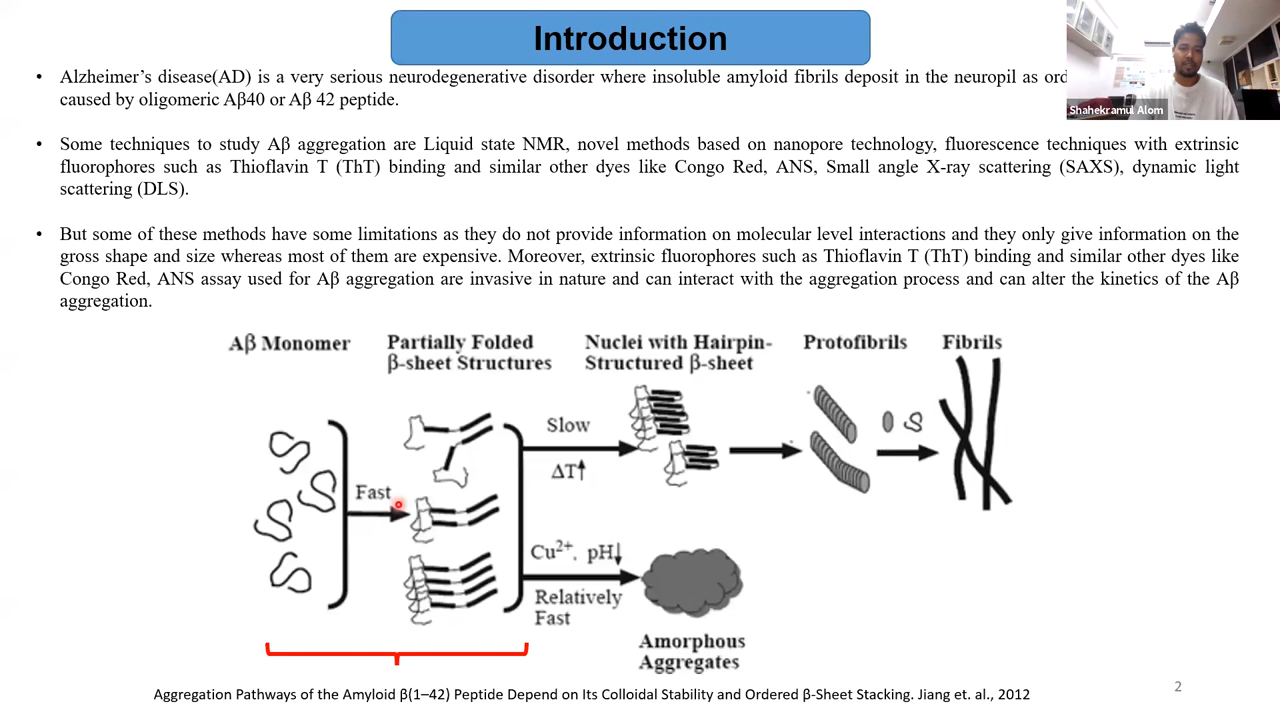 Introduction
Shahekramul Alom
• Alzheimer's disease(AD) is a very serious neurodegenerative disorder where insoluble amyloid fibrils deposit in the neuropil as ord
caused by oligomeric Aβ40 or Aβ 42 peptide.
• Some techniques to study Aβ aggregation are Liquid state NMR, novel methods based on nanopore technology, fluorescence techniques with extrinsic
fluorophores such as Thioflavin T (ThT) binding and similar other dyes like Congo Red, ANS, Small angle X-ray scattering (SAXS), dynamic light
scattering (DLS).
• But some of these methods have some limitations as they do not provide information on molecular level interactions and they only give information on the
gross shape and size whereas most of them are expensive. Moreover, extrinsic fluorophores such as Thioflavin T (ThT) binding and similar other dyes like
Congo Red, ANS assay used for Aβ aggregation are invasive in nature and can interact with the aggregation process and can alter the kinetics of the Aβ
aggregation.
Aβ Monomer
Partially Folded
β-sheet Structures
Nuclei with Hairpin-
Structured β-sheet
Protofibrils
Fibrils
Fast
Slow
ΔT↑
Cu²⁺, pH↓
Relatively
Fast
Amorphous
Aggregates
Aggregation Pathways of the Amyloid β(1–42) Peptide Depend on Its Colloidal Stability and Ordered β-Sheet Stacking. Jiang et. al., 2012
2